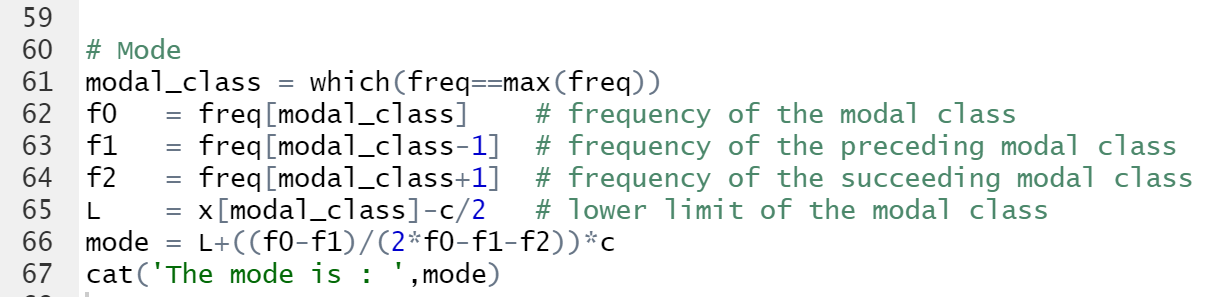 59
60 # Mode
61 modal_class = which(freq==max(freq))
62 f0   = freq[modal_class]    # frequency of the modal class
63 f1   = freq[modal_class-1]  # frequency of the preceding modal class
64 f2   = freq[modal_class+1]  # frequency of the succeeding modal class
65 L    = x[modal_class]-c/2   # lower limit of the modal class
66 mode = L+((f0-f1)/(2*f0-f1-f2))*c
67 cat('The mode is : ',mode)